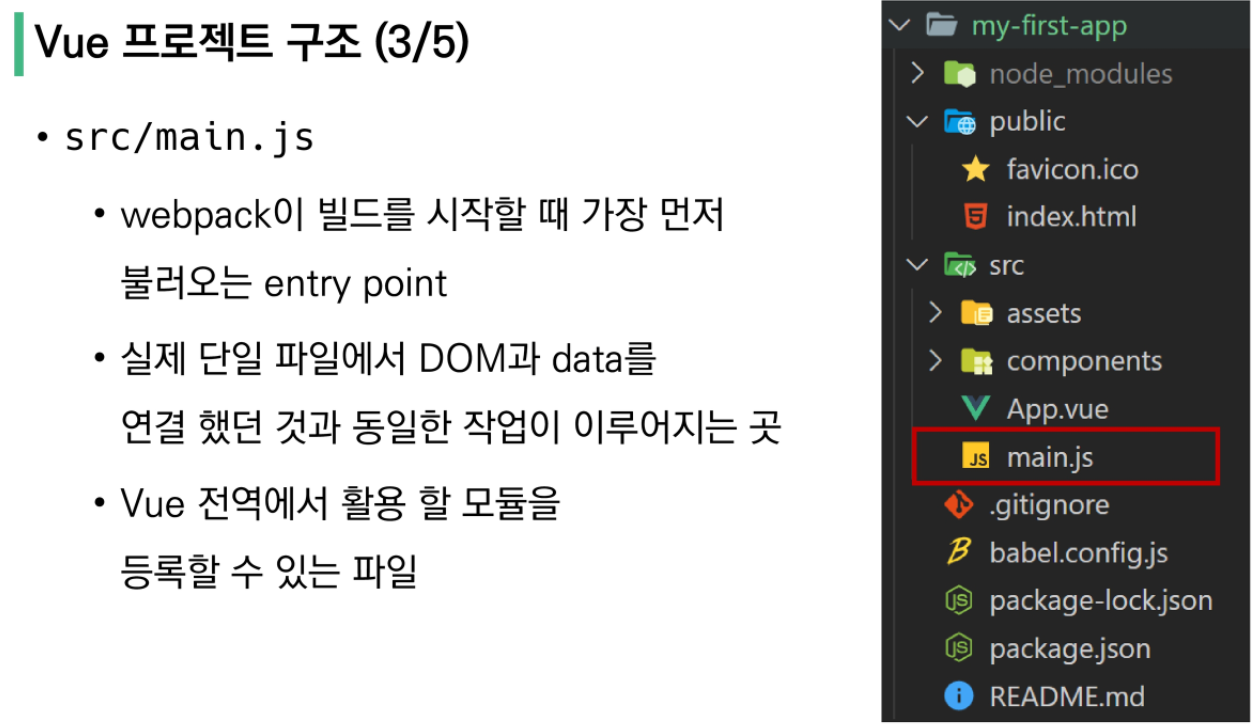 Vue 프로젝트 구조 (3/5)
• src/main.js
• webpack이 빌드를 시작할 때 가장 먼저
불러오는 entry point
• 실제 단일 파일에서 DOM과 data를
연결 했던 것과 동일한 작업이 이루어지는 곳
• Vue 전역에서 활용 할 모듈을
등록할 수 있는 파일
my-first-app
node_modules
public
favicon.ico
index.html
src
assets
components
App.vue
JS main.js
.gitignore
babel.config.js
package-lock.json
package.json
README.md